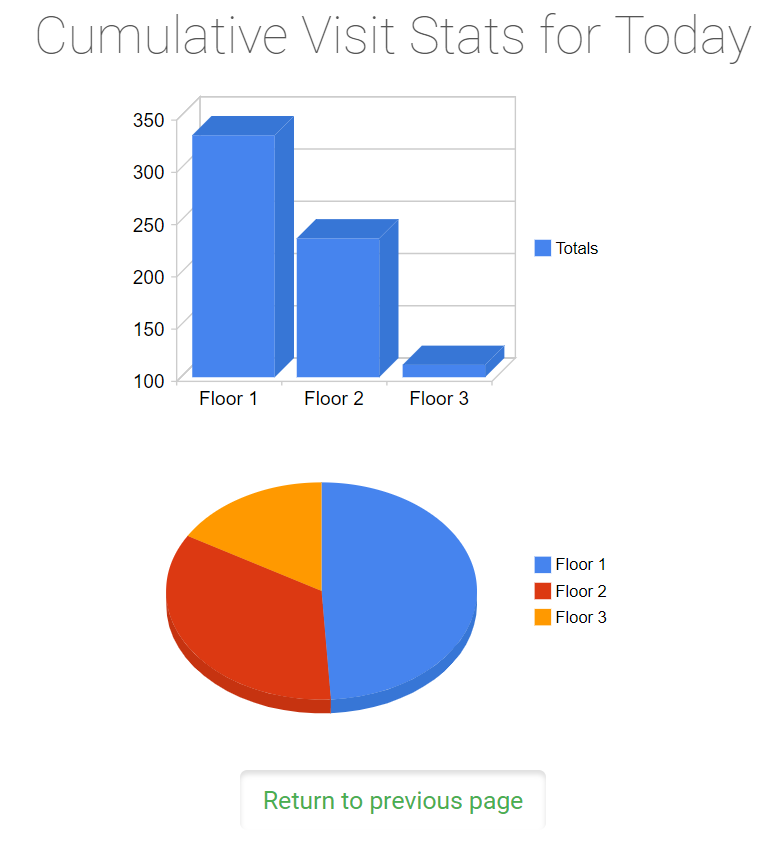 Cumulative Visit Stats for Today
350
300
250
200
150
100
Floor 1 Floor 2 Floor 3
Totals
Floor 1
Floor 2
Floor 3
Return to previous page